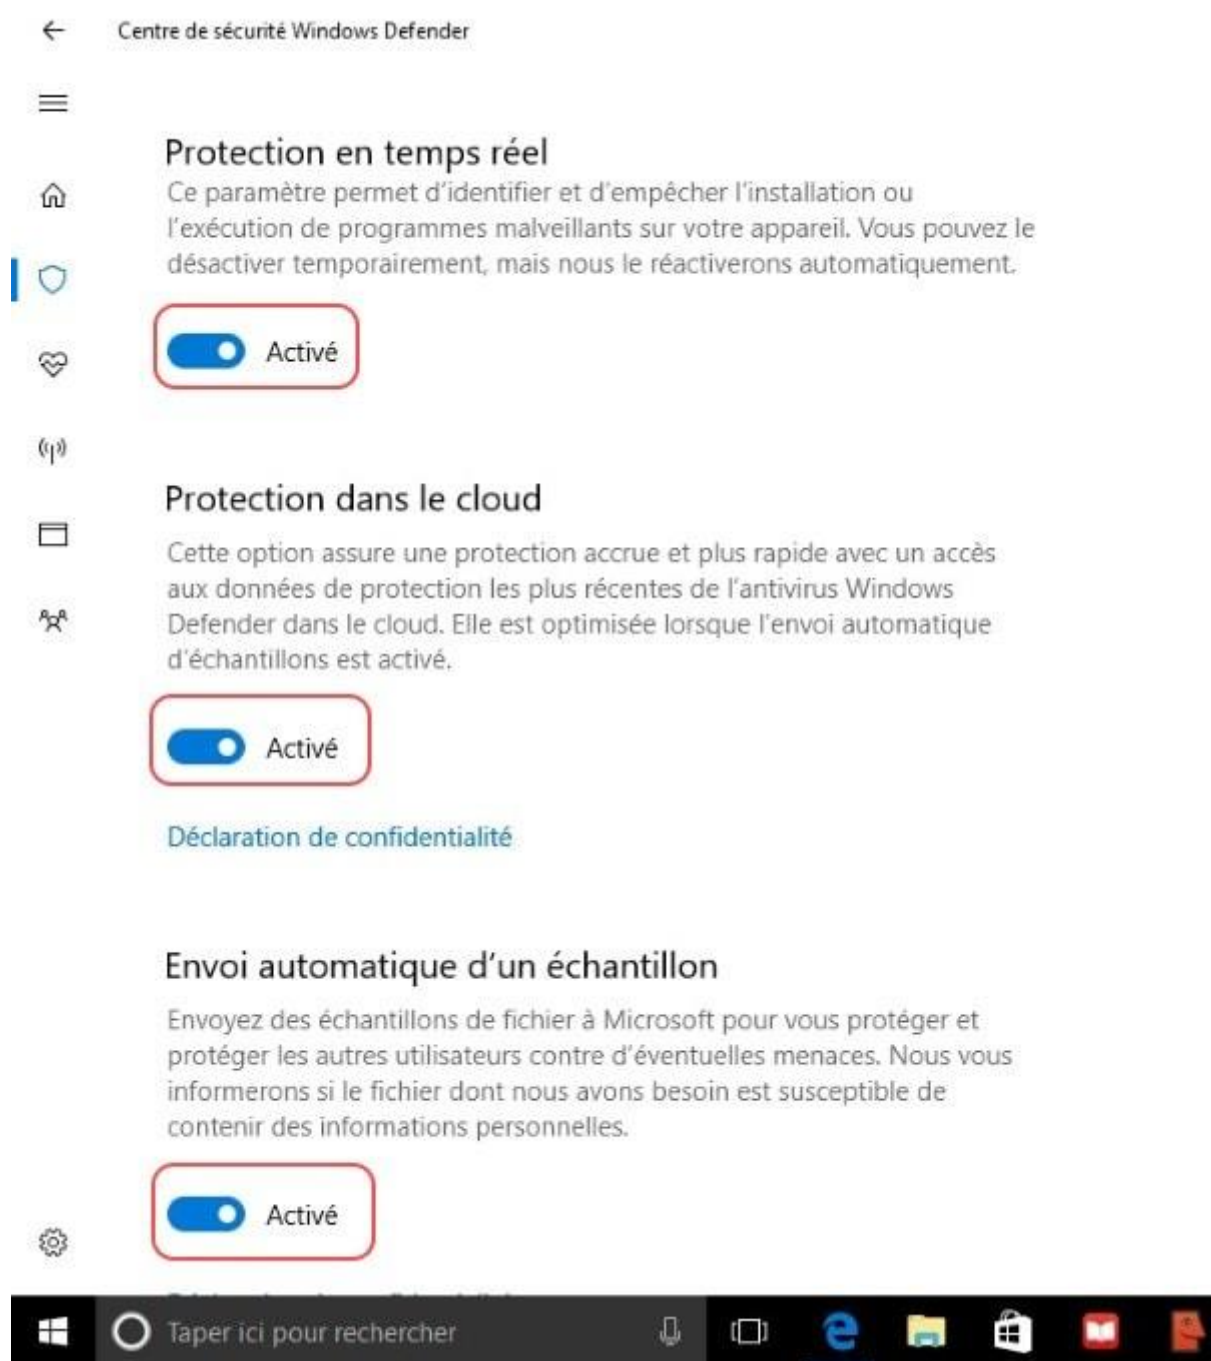 Centre de sécurité Windows Defender
Protection en temps réel
Ce paramètre permet d'identifier et d'empêcher l'installation ou
l'exécution de programmes malveillants sur votre appareil. Vous pouvez le
désactiver temporairement, mais nous le réactiverons automatiquement.
Activé
Protection dans le cloud
Cette option assure une protection accrue et plus rapide avec un accès
aux données de protection les plus récentes de l'antivirus Windows
Defender dans le cloud. Elle est optimisée lorsque l'envoi automatique
d'échantillons est activé.
Activé
Déclaration de confidentialité
Envoi automatique d'un échantillon
Envoyez des échantillons de fichier à Microsoft pour vous protéger et
protéger les autres utilisateurs contre d'éventuelles menaces. Nous vous
informerons si le fichier dont nous avons besoin est susceptible de
contenir des informations personnelles.
Activé
Taper ici pour rechercher